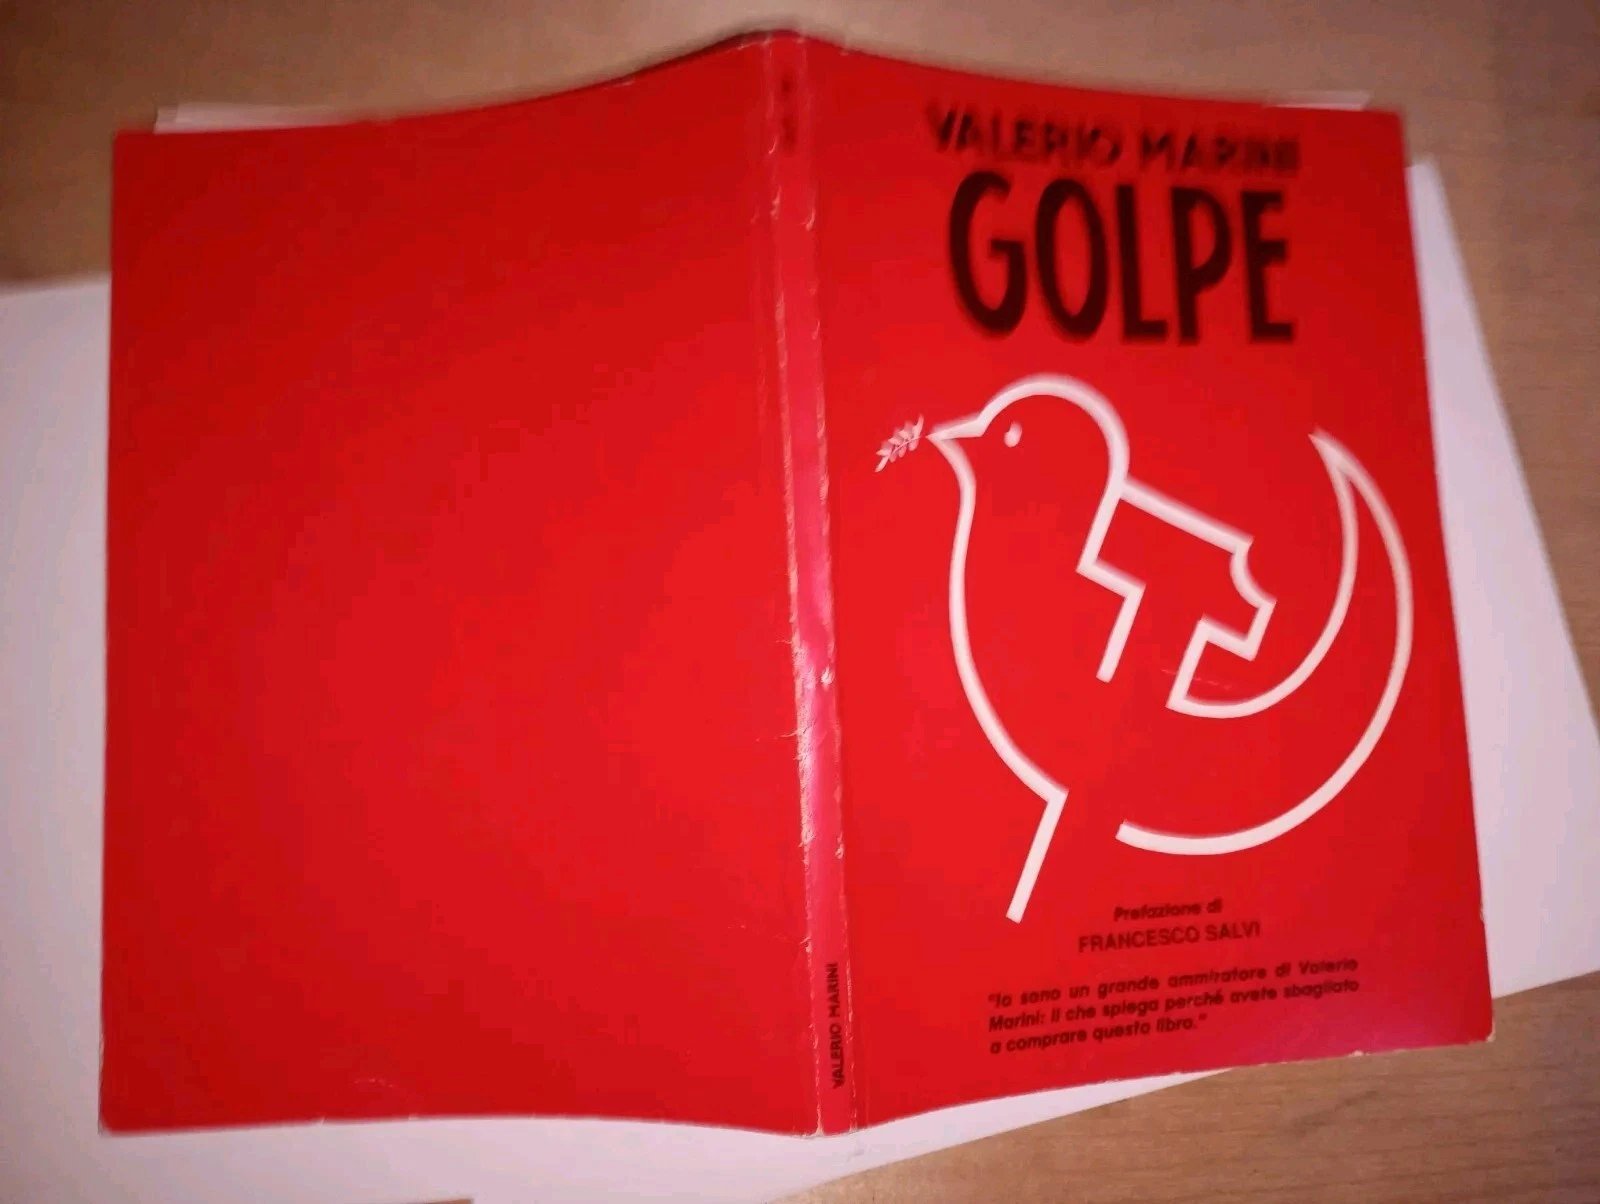 VALERIO MARINI
GOLPE
Prefazione di
FRANCESCO SALVI
"Io sono un grande ammiratore di Valerio
Marini: il che spiega perché avete sbagliato
a comprare questo libro."
VALERIO MARINI